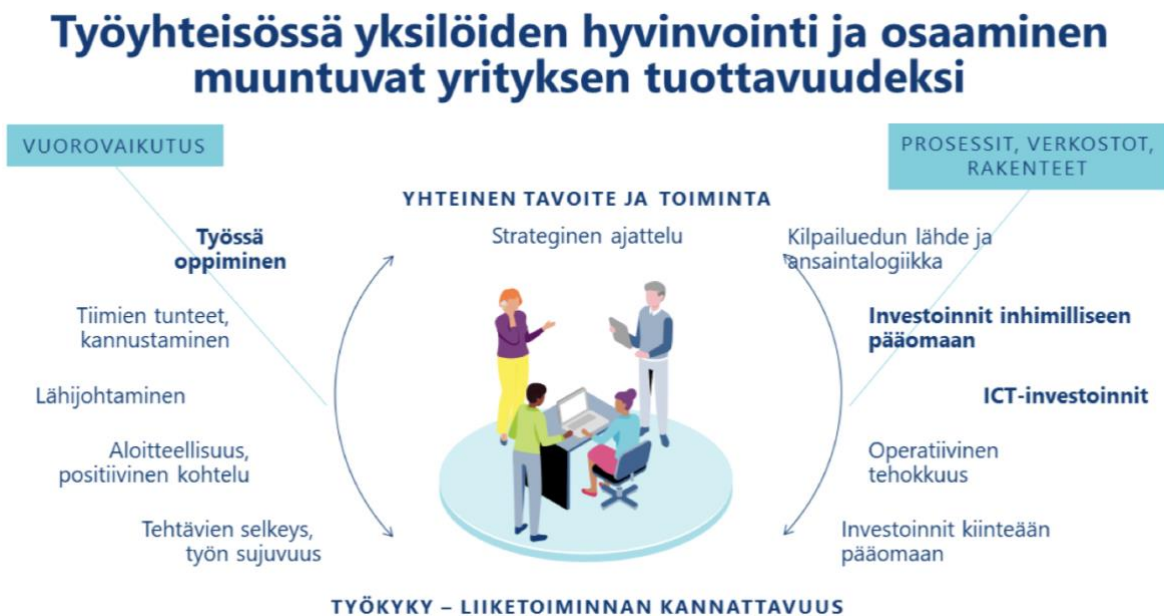 Työyhteisössä yksilöiden hyvinvointi ja osaaminen
muuntuvat yrityksen tuottavuudeksi
VUOROVAIKUTUS
PROSESSIT, VERKOSTOT,
RAKENTEET
YHTEINEN TAVOITE JA TOIMINTA
Strateginen ajattelu
Työssä
oppiminen
Tiimien tunteet,
kannustaminen
Lähijohtaminen
Aloitteellisuus,
positiivinen kohtelu
Tehtävien selkeys,
työn sujuvuus
Kilpailuedun lähde ja
ansaintalogiikka
Investoinnit inhimilliseen
pääomaan
ICT-investoinnit
Operatiivinen
tehokkuus
Investoinnit kiinteään
pääomaan
TYÖKYKY – LIIKETOIMINNAN KANNATTAVUUS